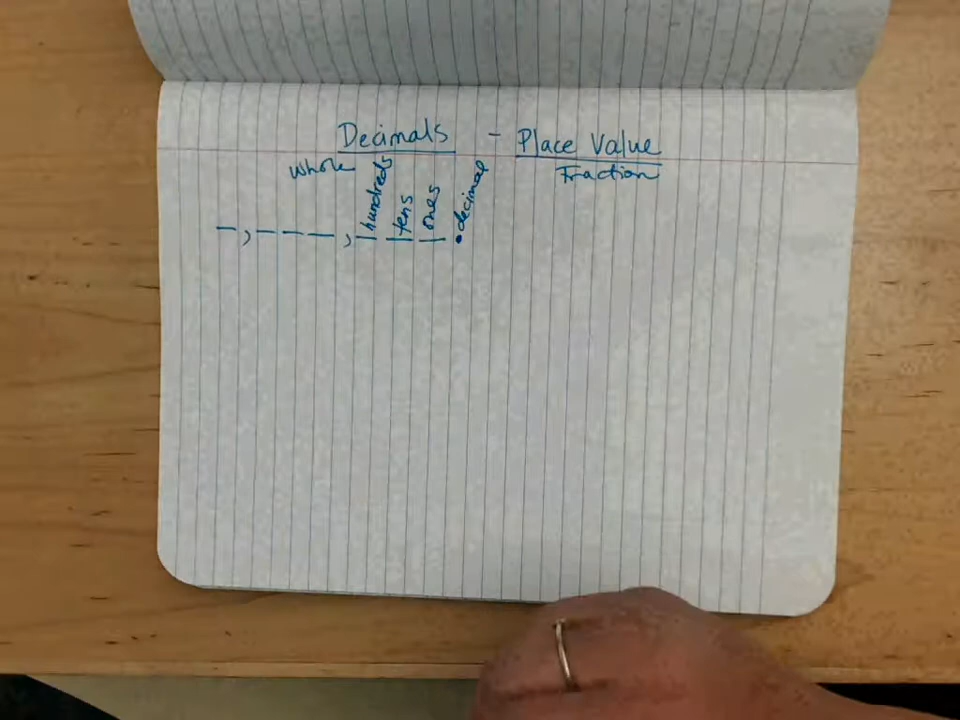 Decimals - Place Value
whole Fraction
_,_ _ _,_ _ _.
hundreds
tens
ones
decimal